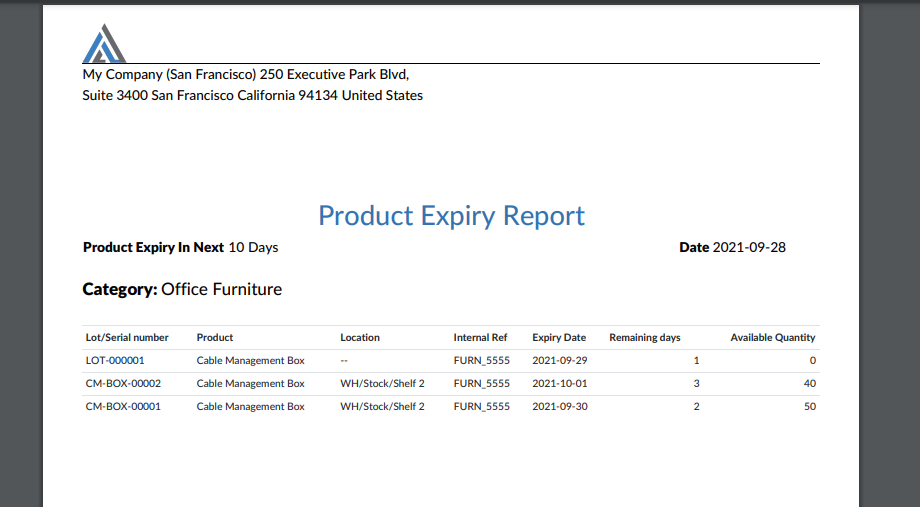 My Company (San Francisco) 250 Executive Park Blvd,
Suite 3400 San Francisco California 94134 United States
Product Expiry Report
Product Expiry In Next 10 Days Date 2021-09-28
Category: Office Furniture
Lot/Serial number Product Location Internal Ref Expiry Date Remaining days Available Quantity
LOT-000001 Cable Management Box -- FURN_5555 2021-09-29 1 0
CM-BOX-00002 Cable Management Box WH/Stock/Shelf 2 FURN_5555 2021-10-01 3 40
CM-BOX-00001 Cable Management Box WH/Stock/Shelf 2 FURN_5555 2021-09-30 2 50